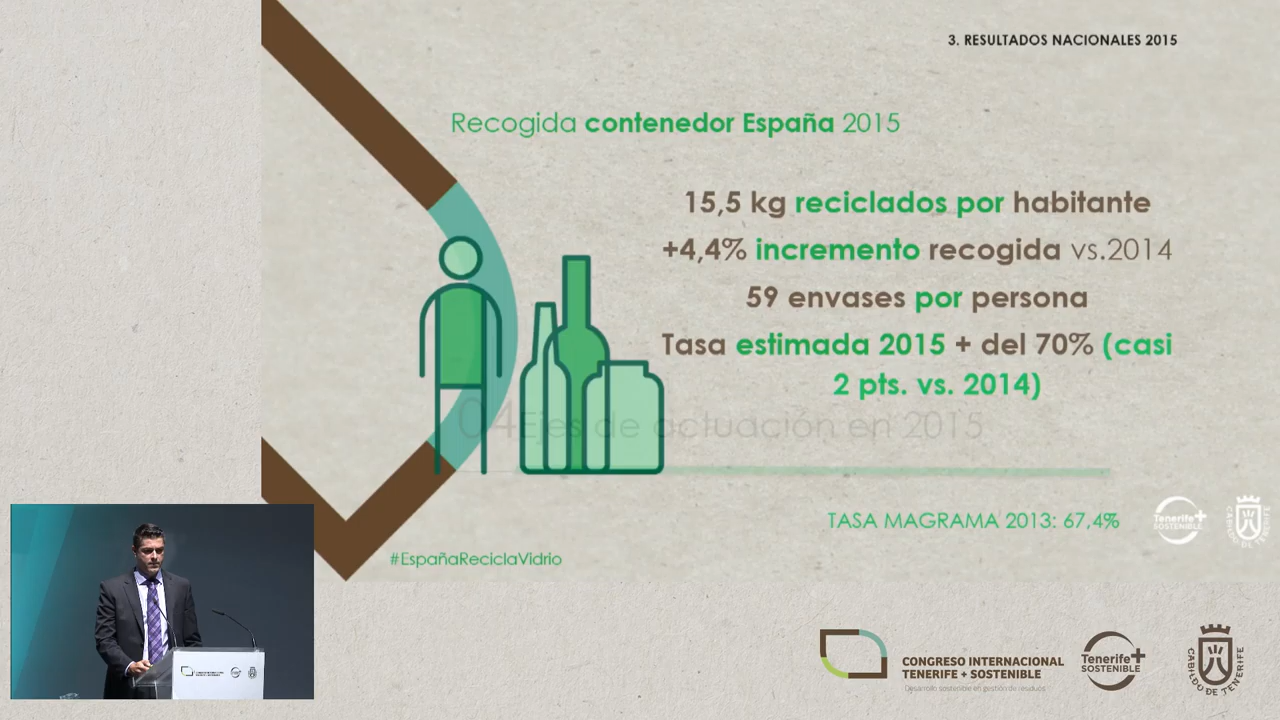 3. RESULTADOS NACIONALES 2015
Recogida contenedor España 2015
15,5 kg reciclados por habitante
+4,4% incremento recogida vs.2014
59 envases por persona
Tasa estimada 2015 + del 70% (casi
2 pts. vs. 2014)
04 Ejes de actuación en 2015
TASA MAGRAMA 2013: 67,4%
Tenerife+
SOSTENIBLE
CABILDO DE TENERIFE
#EspañaReciclaVidrio
CONGRESO INTERNACIONAL
TENERIFE + SOSTENIBLE
Desarrollo sostenible en gestión de residuos
Tenerife+
SOSTENIBLE
CABILDO DE TENERIFE